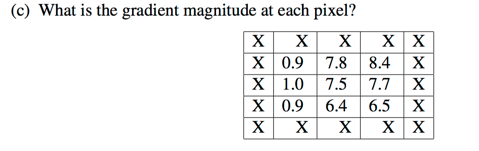 (c) What is the gradient magnitude at each pixel?
X X X X X
X 0.9 7.8 8.4 X
X 1.0 7.5 7.7 X
X 0.9 6.4 6.5 X
X X X X X